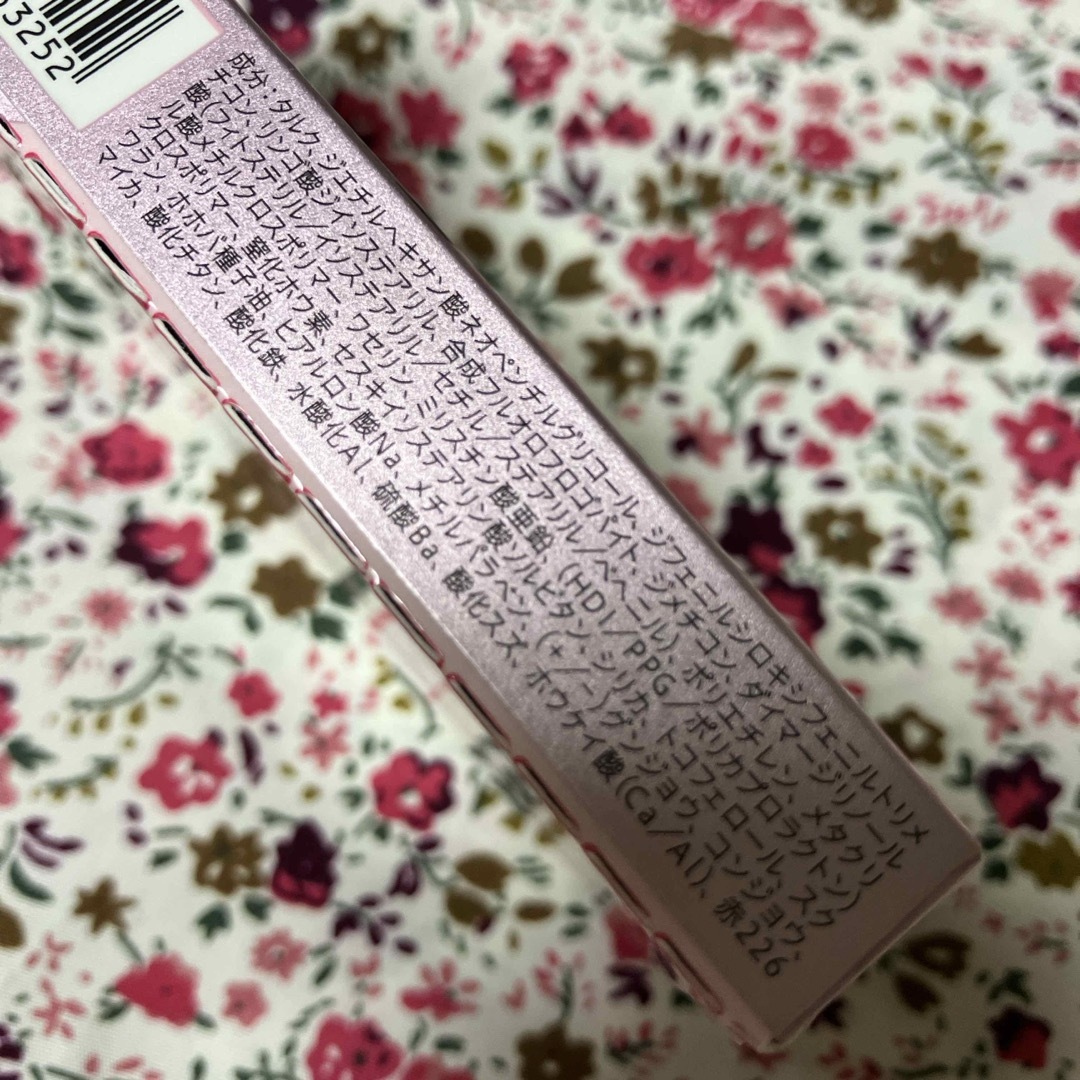 3252
成分：タルク、ジエチルヘキサン酸ネオペンチルグリコール、ジフェニルシロキシフェニルトリメ
チコン、リンゴ酸ジイソステアリル、合成フルオロフロゴパイト、ジメチコン、ダイマージリノール
酸(フィトステリル/イソステアリル/セチル/ステアリル/ベヘニル)、ポリエチレン、メタクリ
ル酸メチルクロスポリマー、ワセリン、ミリスチン酸亜鉛、(HDI/PPG/ポリカプロラクトン)
クロスポリマー、窒化ホウ素、セスキイソステアリン酸ソルビタン、シリカ、トコフェロール、スク
ワラン、ホホバ種子油、ヒアルロン酸Na、メチルパラベン、(+/-)グンジョウ、コンジョウ、
マイカ、酸化チタン、酸化鉄、水酸化Al、硫酸Ba、酸化スズ、ホウケイ酸(Ca/Al)、赤226